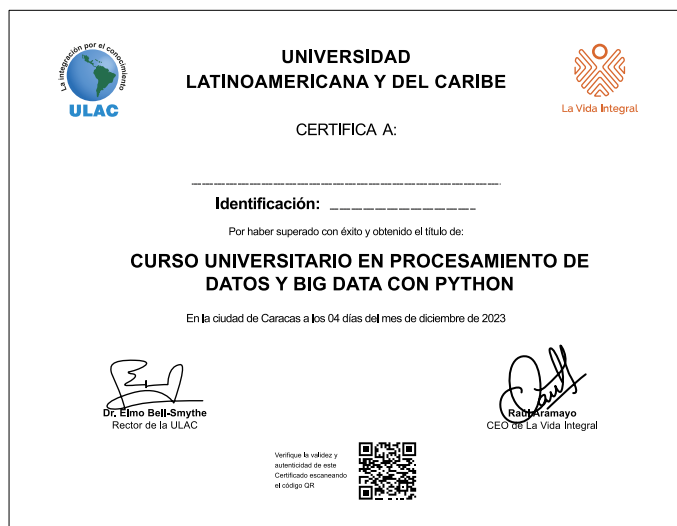 La integración por el conocimiento
ULAC
UNIVERSIDAD
LATINOAMERICANA Y DEL CARIBE
La Vida Integral
CERTIFICA A:
Identificación:
Por haber superado con éxito y obtenido el título de:
CURSO UNIVERSITARIO EN PROCESAMIENTO DE
DATOS Y BIG DATA CON PYTHON
En la ciudad de Caracas a los 04 días del mes de diciembre de 2023
Dr. Elmo Bell-Smythe
Rector de la ULAC
Raúl Aramayo
CEO de La Vida Integral
Verifique la validez y
autenticidad de este
Certificado escaneando
el código QR